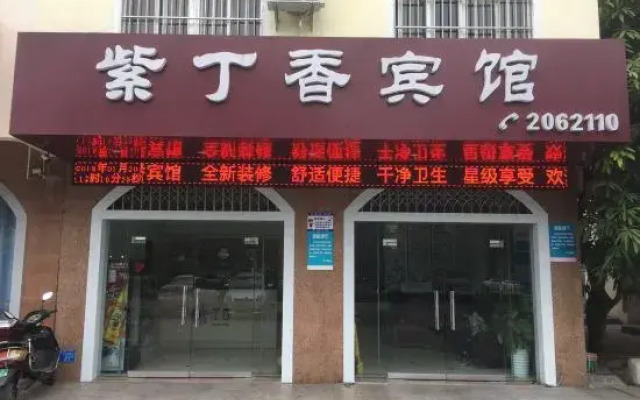 紫丁香宾馆
2062110
宾馆 全新装修 舒适便捷 干净卫生 星级享受 欢